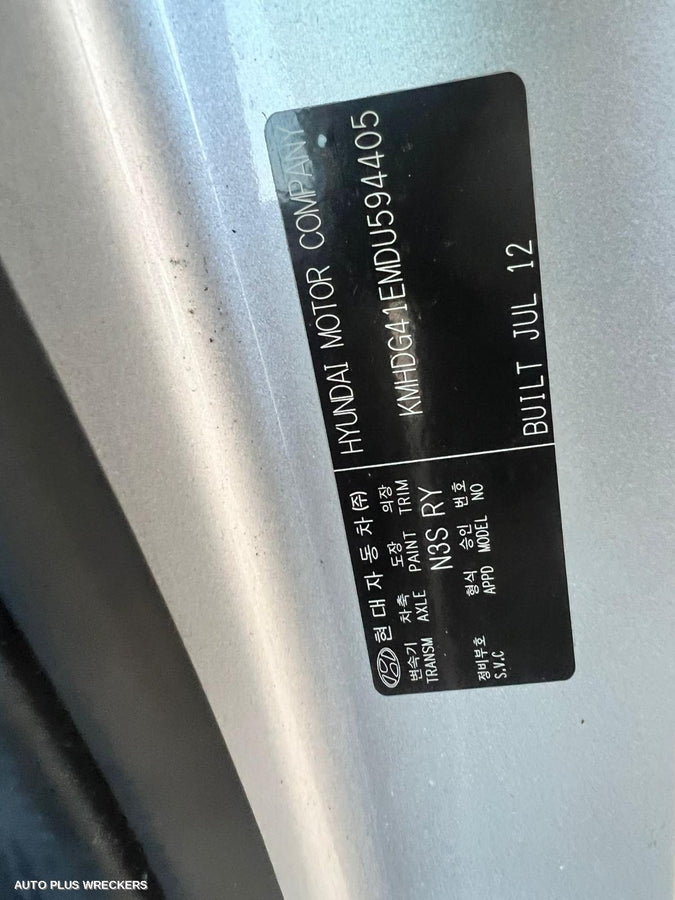 현대자동차(주) HYUNDAI MOTOR COMPANY
변속기 차축 도장 의장
TRANSM AXLE PAINT TRIM
KMHDG41EMDU594405
N3S RY
정비부호 형식 승인 번호
S.V.C APPD MODEL NO
BUILT JUL 12
AUTO PLUS WRECKERS